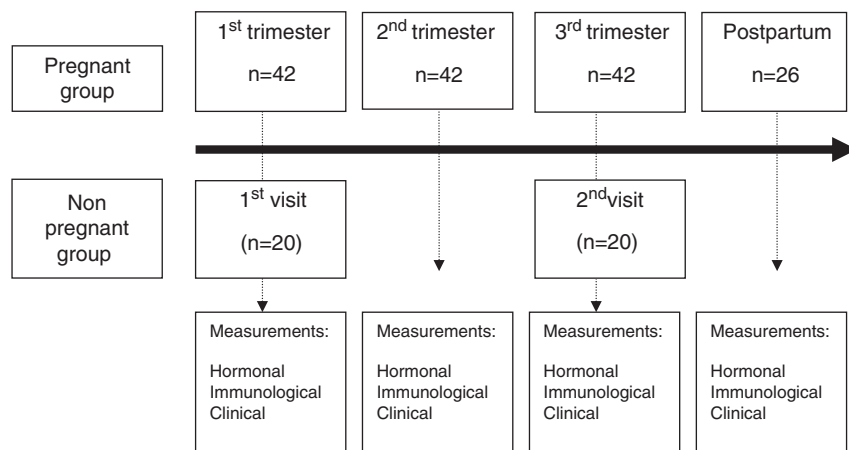 Pregnant
group
1st trimester
n=42
2nd trimester
n=42
3rd trimester
n=42
Postpartum
n=26
Non
pregnant
group
1st visit
(n=20)
2nd visit
(n=20)
Measurements:
Hormonal
Immunological
Clinical
Measurements:
Hormonal
Immunological
Clinical
Measurements:
Hormonal
Immunological
Clinical
Measurements:
Hormonal
Immunological
Clinical